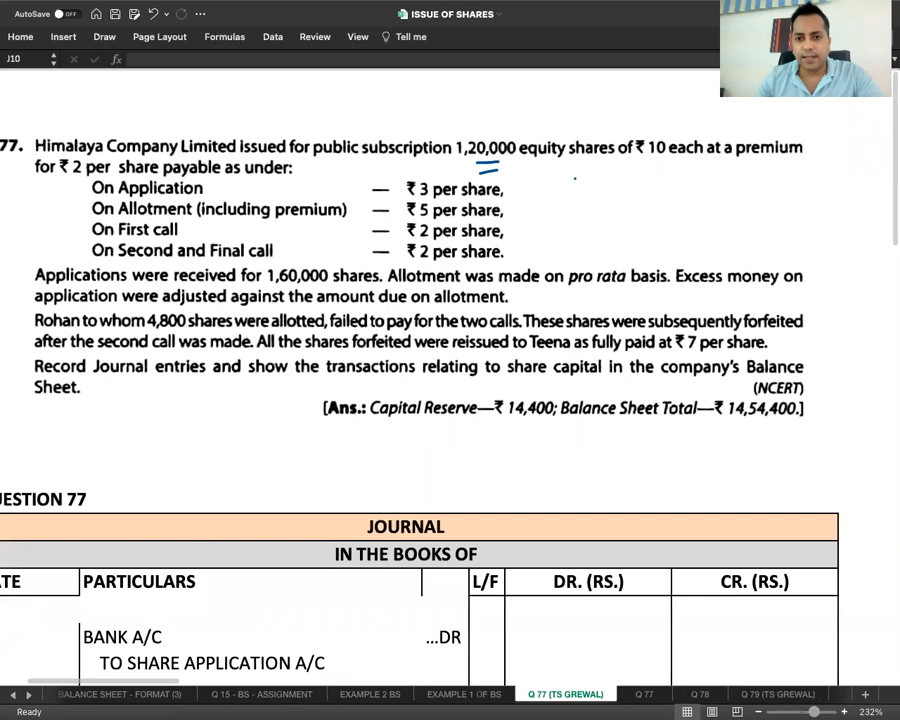 AutoSave OFF ISSUE OF SHARES
Home Insert Draw Page Layout Formulas Data Review View Tell me
J10 fx
77. Himalaya Company Limited issued for public subscription 1,20,000 equity shares of ₹ 10 each at a premium
for ₹ 2 per share payable as under:
On Application — ₹ 3 per share,
On Allotment (including premium) — ₹ 5 per share,
On First call — ₹ 2 per share,
On Second and Final call — ₹ 2 per share.
Applications were received for 1,60,000 shares. Allotment was made on pro rata basis. Excess money on
application were adjusted against the amount due on allotment.
Rohan to whom 4,800 shares were allotted, failed to pay for the two calls. These shares were subsequently forfeited
after the second call was made. All the shares forfeited were reissued to Teena as fully paid at ₹ 7 per share.
Record Journal entries and show the transactions relating to share capital in the company's Balance
Sheet. (NCERT)
[Ans.: Capital Reserve—₹ 14,400; Balance Sheet Total—₹ 14,54,400.]
UESTION 77
JOURNAL
IN THE BOOKS OF
TE PARTICULARS L/F DR. (RS.) CR. (RS.)
BANK A/C ...DR
TO SHARE APPLICATION A/C
BALANCE SHEET - FORMAT (3) Q 15 - BS - ASSIGNMENT EXAMPLE 2 BS EXAMPLE 1 OF BS Q 77 (TS GREWAL) Q 77 Q 78 Q 79 (TS GREWAL) +
Ready 232%